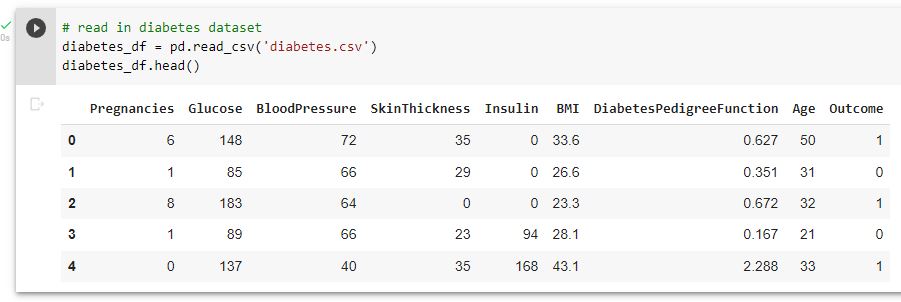 # read in diabetes dataset
diabetes_df = pd.read_csv('diabetes.csv')
diabetes_df.head()
0s
Pregnancies Glucose BloodPressure SkinThickness Insulin BMI DiabetesPedigreeFunction Age Outcome
0 6 148 72 35 0 33.6 0.627 50 1
1 1 85 66 29 0 26.6 0.351 31 0
2 8 183 64 0 0 23.3 0.672 32 1
3 1 89 66 23 94 28.1 0.167 21 0
4 0 137 40 35 168 43.1 2.288 33 1